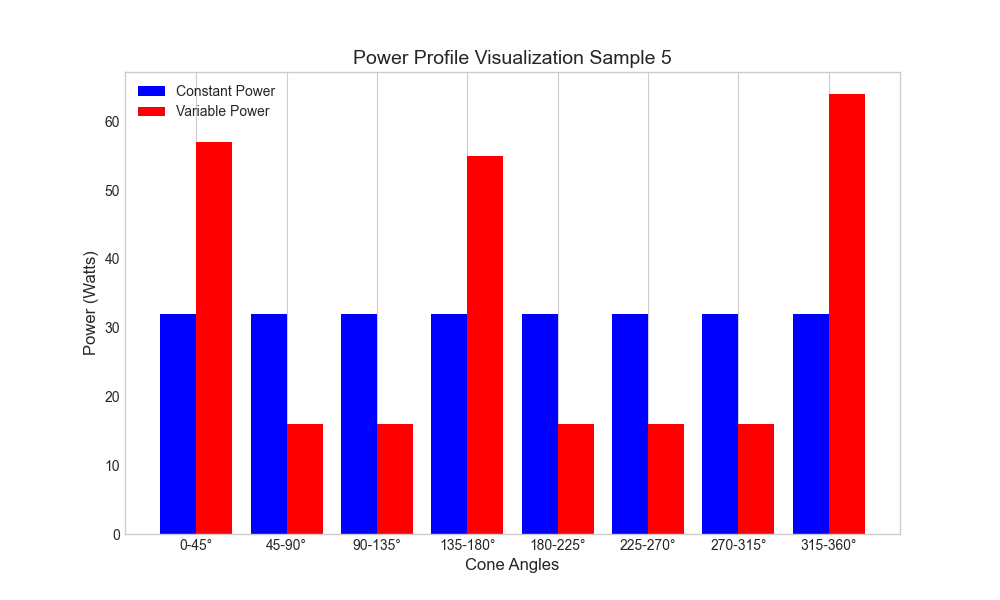 Power Profile Visualization Sample 5
Constant Power
Variable Power
60
50
40
30
20
10
0
Power (Watts)
0-45° 45-90° 90-135° 135-180° 180-225° 225-270° 270-315° 315-360°
Cone Angles